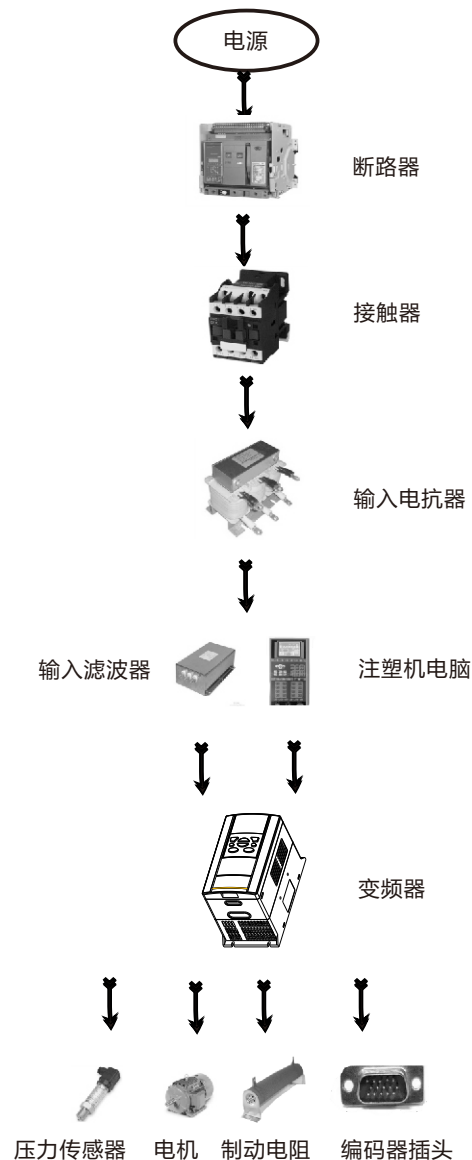 电源
断路器
接触器
输入电抗器
输入滤波器
注塑机电脑
变频器
压力传感器 电机 制动电阻 编码器插头